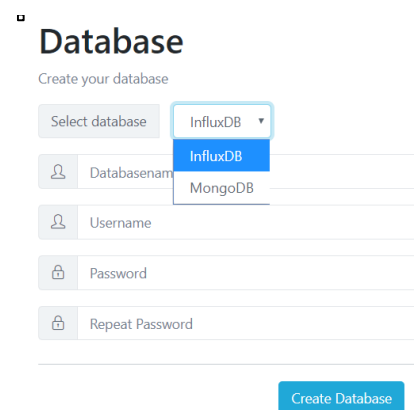 Database
Create your database
Select database InfluxDB
InfluxDB
Databasenam
MongoDB
Username
Password
Repeat Password
Create Database